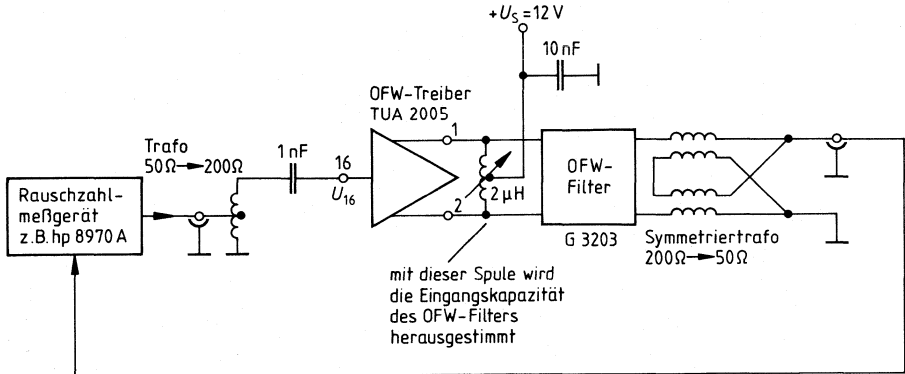 +U_S=12 V
10 nF
OFW-Treiber
TUA 2005
Trafo
50Ω→200Ω
1 nF
16
U_16
1
2
2 µH
OFW-
Filter
G 3203
Rauschzahl-
meßgerät
z.B. hp 8970 A
Symmetriertrafo
200Ω→50Ω
mit dieser Spule wird
die Eingangskapazität
des OFW-Filters
herausgestimmt